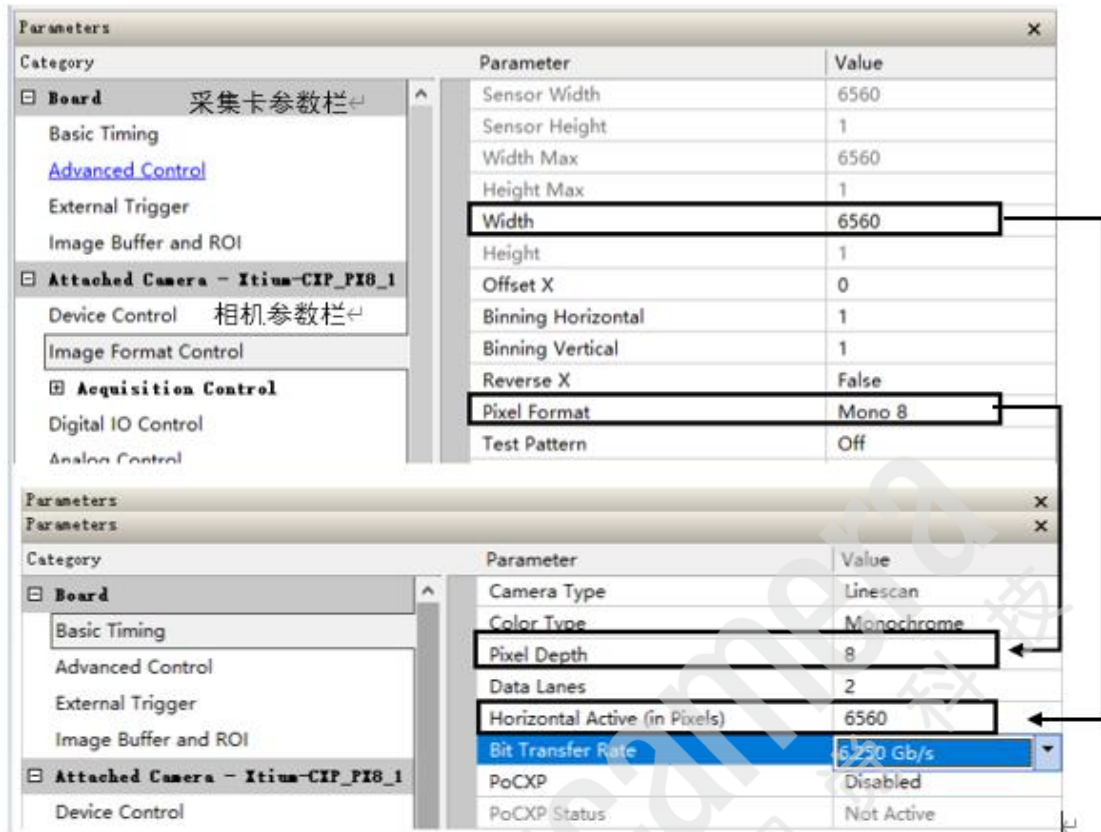 Parameters ×
Category Parameter Value
Board 采集卡参数栏 Sensor Width 6560
Basic Timing Sensor Height 1
Advanced Control Width Max 6560
External Trigger Height Max 1
Image Buffer and ROI Width 6560
Height 1
Attached Camera - Xtium-CXP_PX8_1 Offset X 0
Device Control 相机参数栏 Binning Horizontal 1
Image Format Control Binning Vertical 1
Acquisition Control Reverse X False
Digital IO Control Pixel Format Mono 8
Analog Control Test Pattern Off
Parameters ×
Parameters ×
Category Parameter Value
Board Camera Type Linescan
Basic Timing Color Type Monochrome
Pixel Depth 8
Advanced Control Data Lanes 2
External Trigger Horizontal Active (in Pixels) 6560
Image Buffer and ROI Bit Transfer Rate 6.250 Gb/s
Attached Camera - Xtium-CXP_PX8_1 PoCXP Disabled
Device Control PoCXP Status Not Active